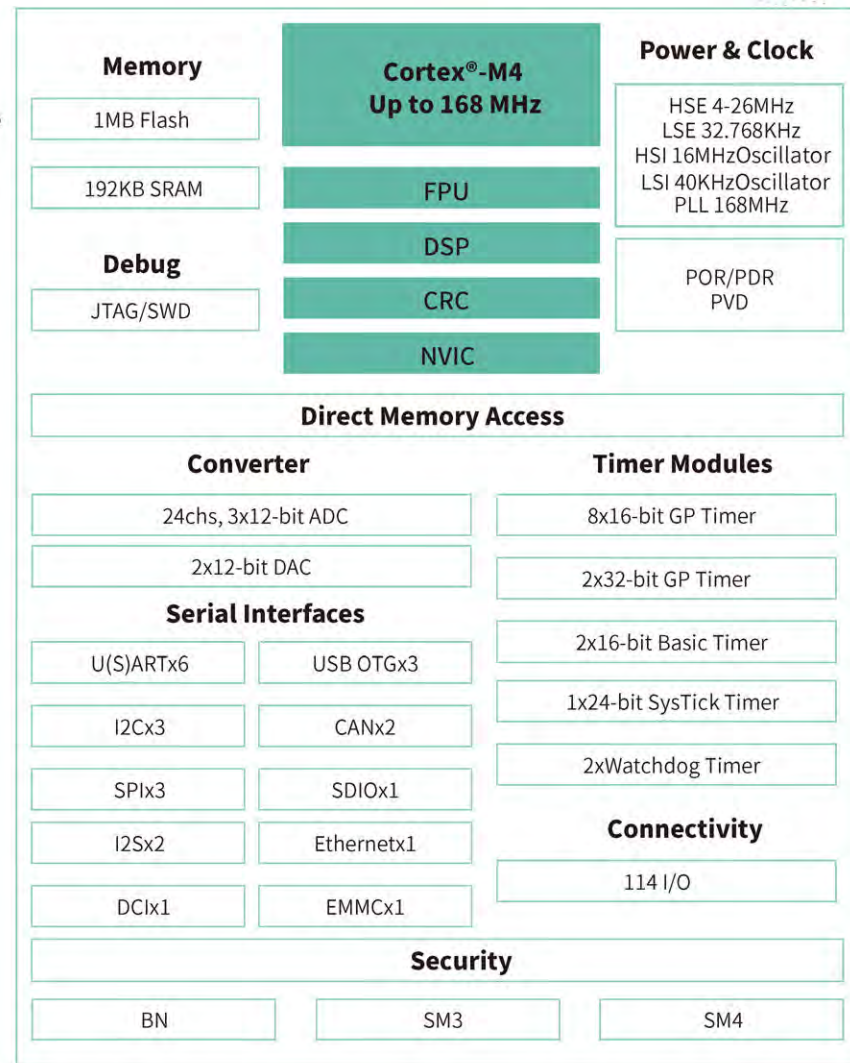 Memory
1MB Flash
192KB SRAM
Debug
JTAG/SWD
Cortex®-M4
Up to 168 MHz
FPU
DSP
CRC
NVIC
Power & Clock
HSE 4-26MHz
LSE 32.768KHz
HSI 16MHzOscillator
LSI 40KHzOscillator
PLL 168MHz
POR/PDR
PVD
Direct Memory Access
Converter
24chs, 3x12-bit ADC
2x12-bit DAC
Serial Interfaces
U(S)ARTx6
USB OTGx3
I2Cx3
CANx2
SPIx3
SDIOx1
I2Sx2
Ethernetx1
DCIx1
EMMCx1
Timer Modules
8x16-bit GP Timer
2x32-bit GP Timer
2x16-bit Basic Timer
1x24-bit SysTick Timer
2xWatchdog Timer
Connectivity
114 I/O
Security
BN
SM3
SM4